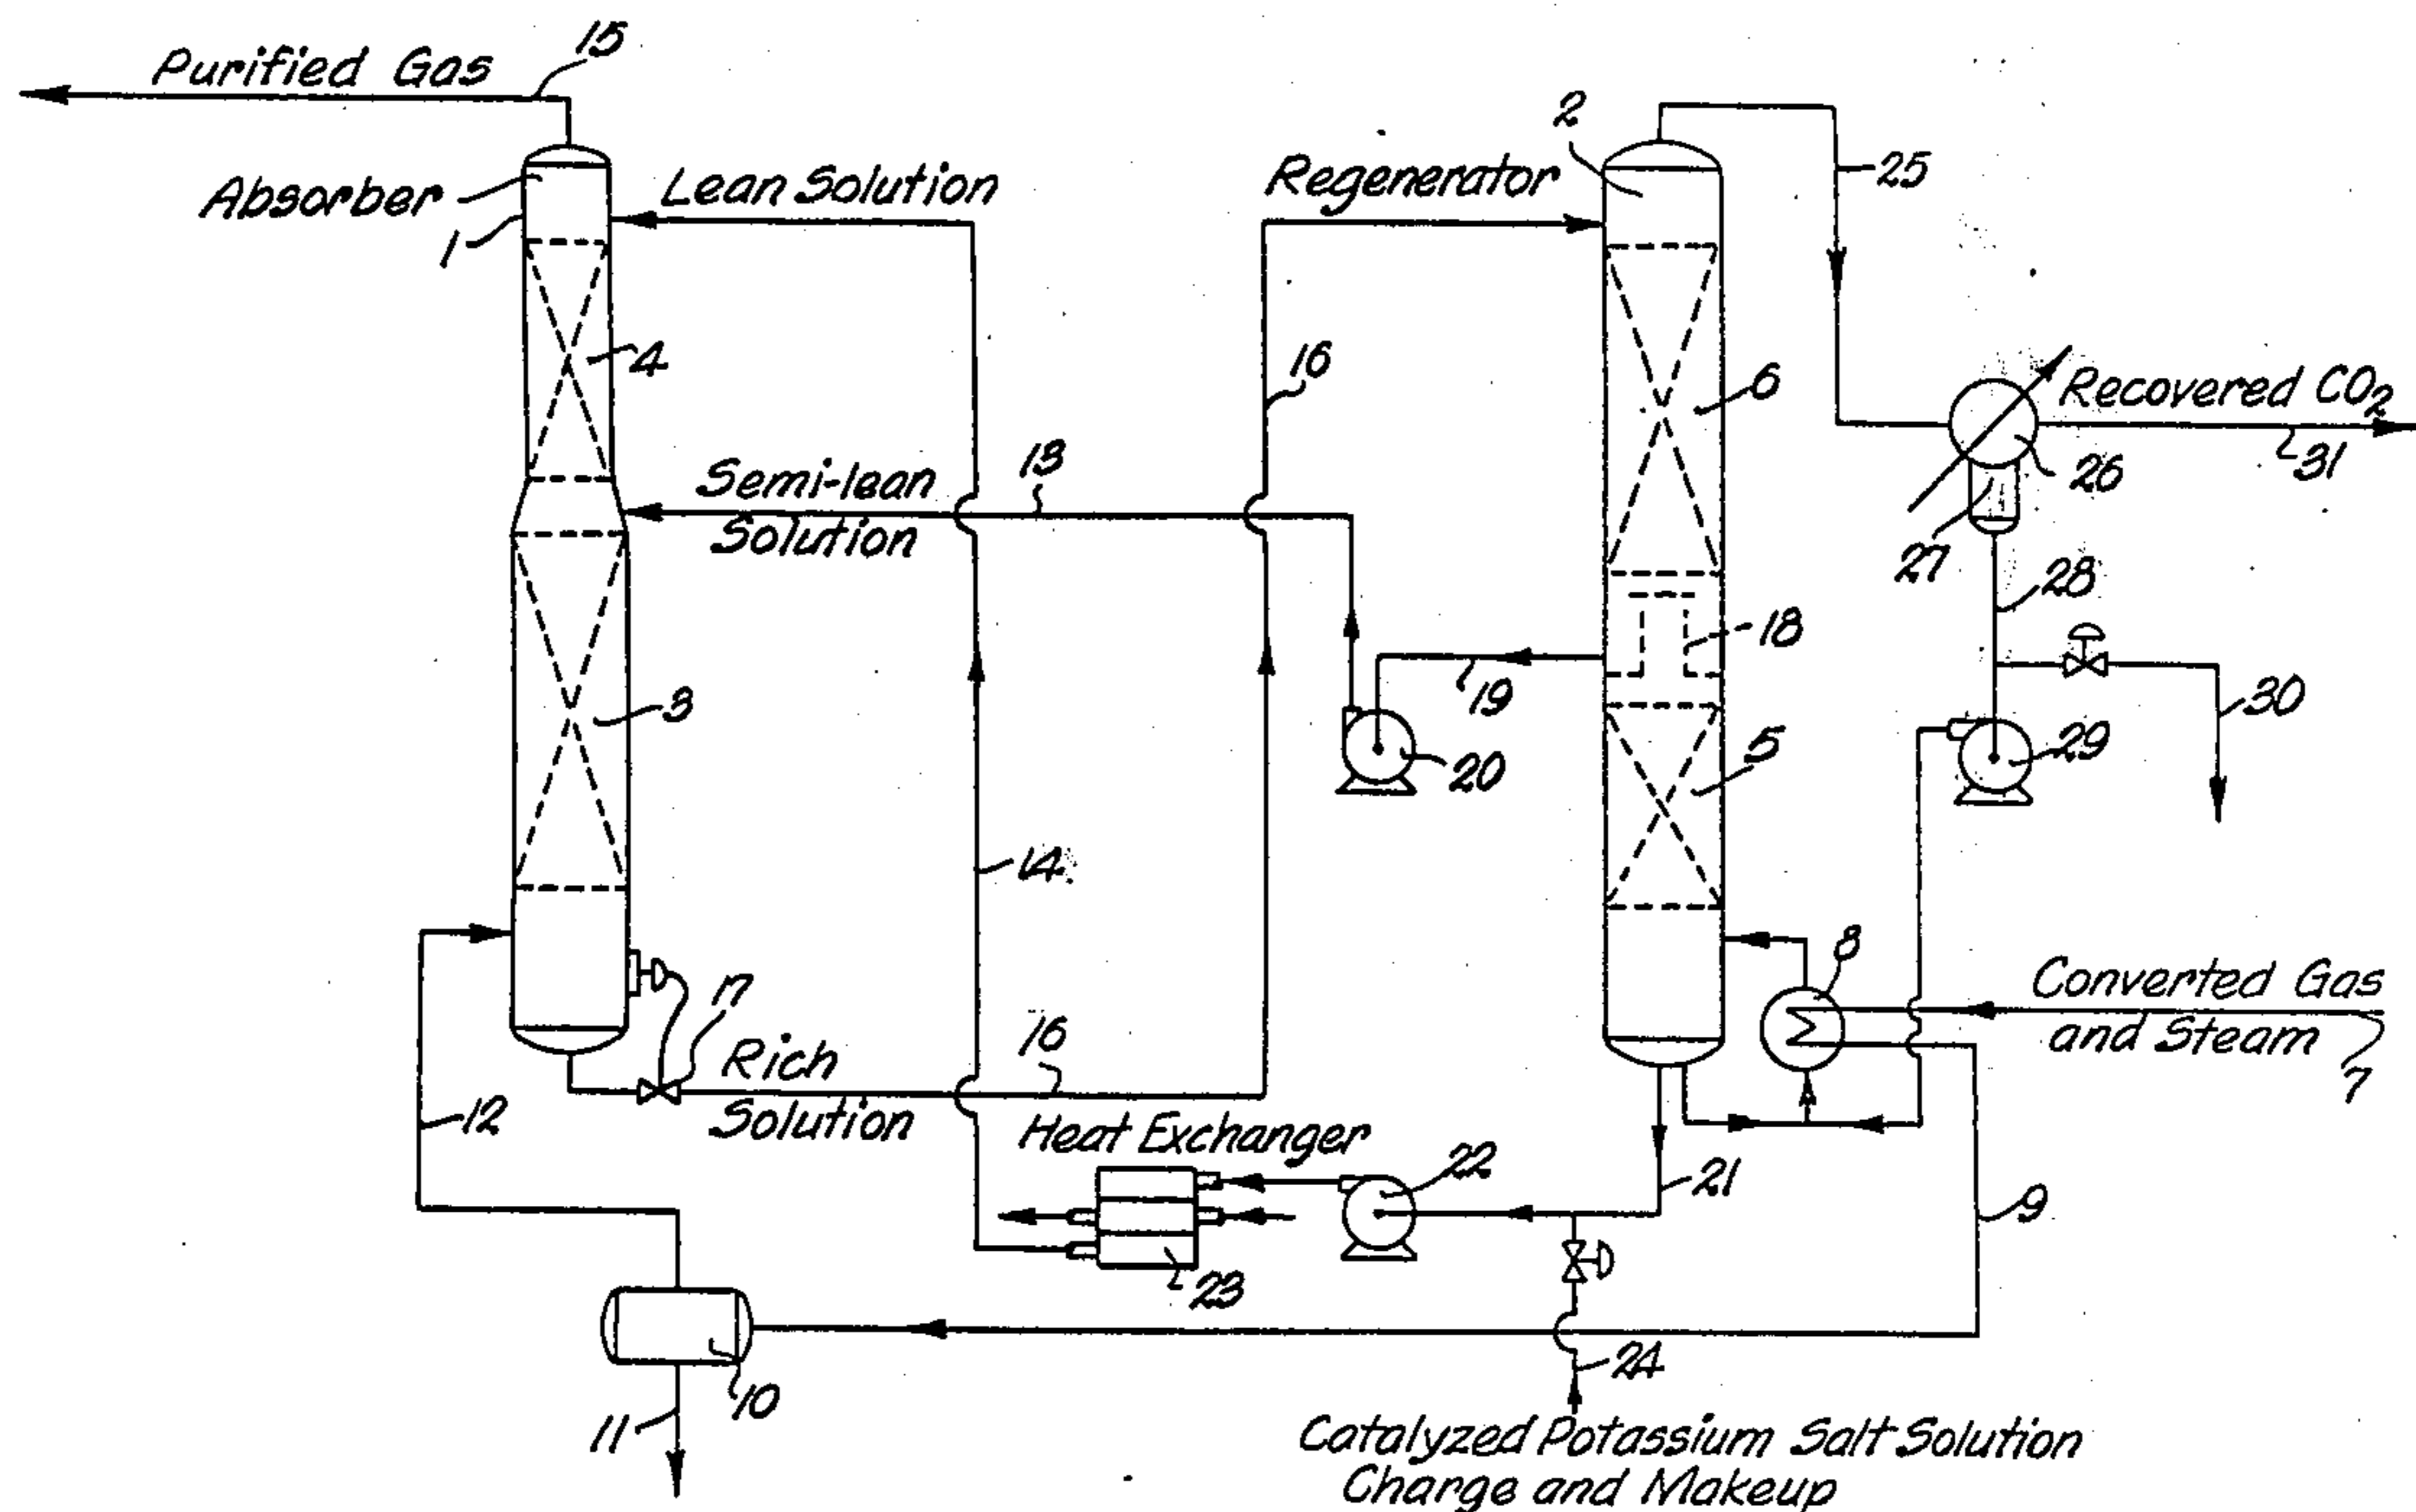 15
Purified Gas
2
Absorber
Lean Solution
Regenerator
25
1
4
16
6
Recovered CO2
Semi-lean
Solution
13
31
26
27
28
18
3
19
30
5
20
29
14
8
Converted Gas
and Steam
7
17
Rich
Solution
16
12
Heat Exchanger
22
21
9
23
10
24
11
Catalyzed Potassium Salt Solution
Charge and Makeup